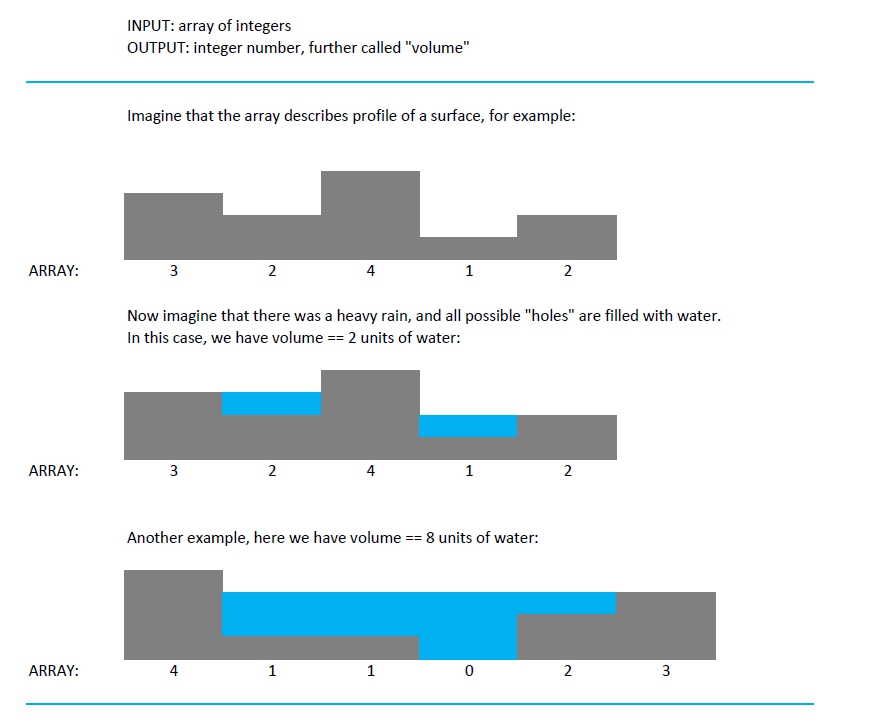 INPUT: array of integers
OUTPUT: integer number, further called "volume"
Imagine that the array describes profile of a surface, for example:
ARRAY: 3 2 4 1 2
Now imagine that there was a heavy rain, and all possible "holes" are filled with water.
In this case, we have volume == 2 units of water:
ARRAY: 3 2 4 1 2
Another example, here we have volume == 8 units of water:
ARRAY: 4 1 1 0 2 3